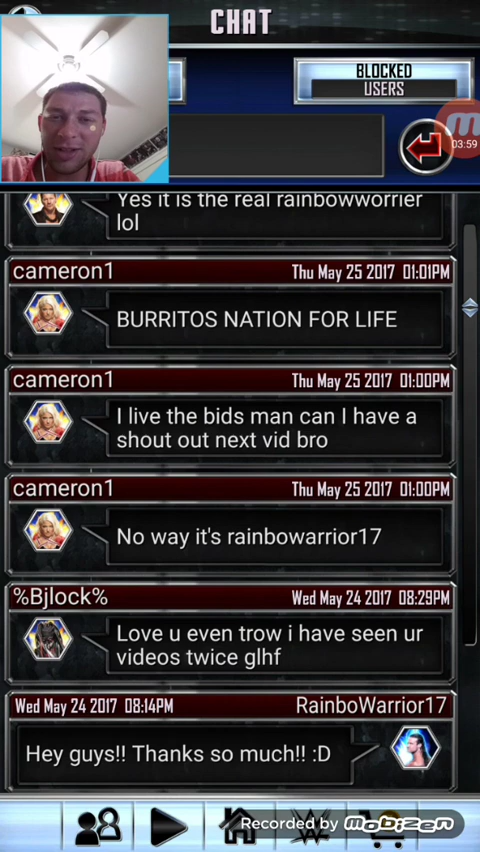 CHAT
BLOCKED
USERS
03:59
Yes it is the real rainbowworrier
lol
cameron1
Thu May 25 2017 01:01PM
BURRITOS NATION FOR LIFE
cameron1
Thu May 25 2017 01:00PM
I live the bids man can I have a
shout out next vid bro
cameron1
Thu May 25 2017 01:00PM
No way it's rainbowarrior17
%Bjlock%
Wed May 24 2017 08:29PM
Love u even trow i have seen ur
videos twice glhf
Wed May 24 2017 08:14PM
RainboWarrior17
Hey guys!! Thanks so much!! :D
Recorded by mobizen